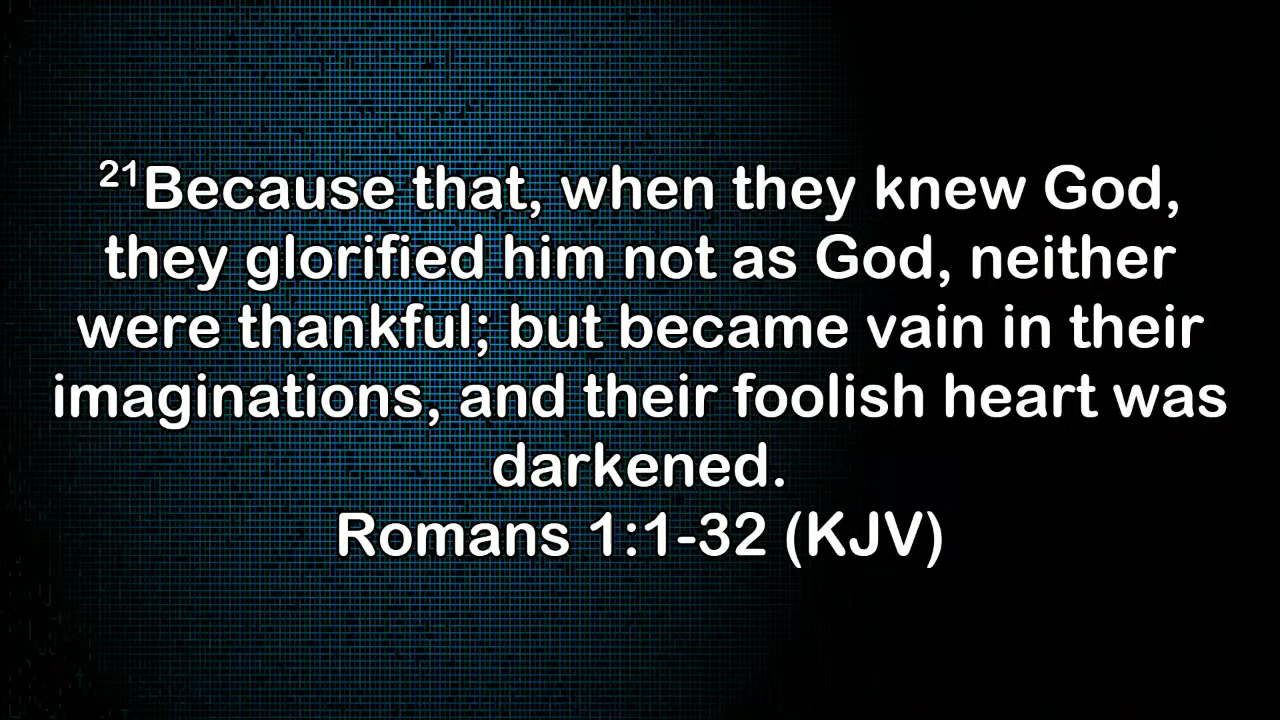 21Because that, when they knew God,
they glorified him not as God, neither
were thankful; but became vain in their
imaginations, and their foolish heart was
darkened.
Romans 1:1-32 (KJV)